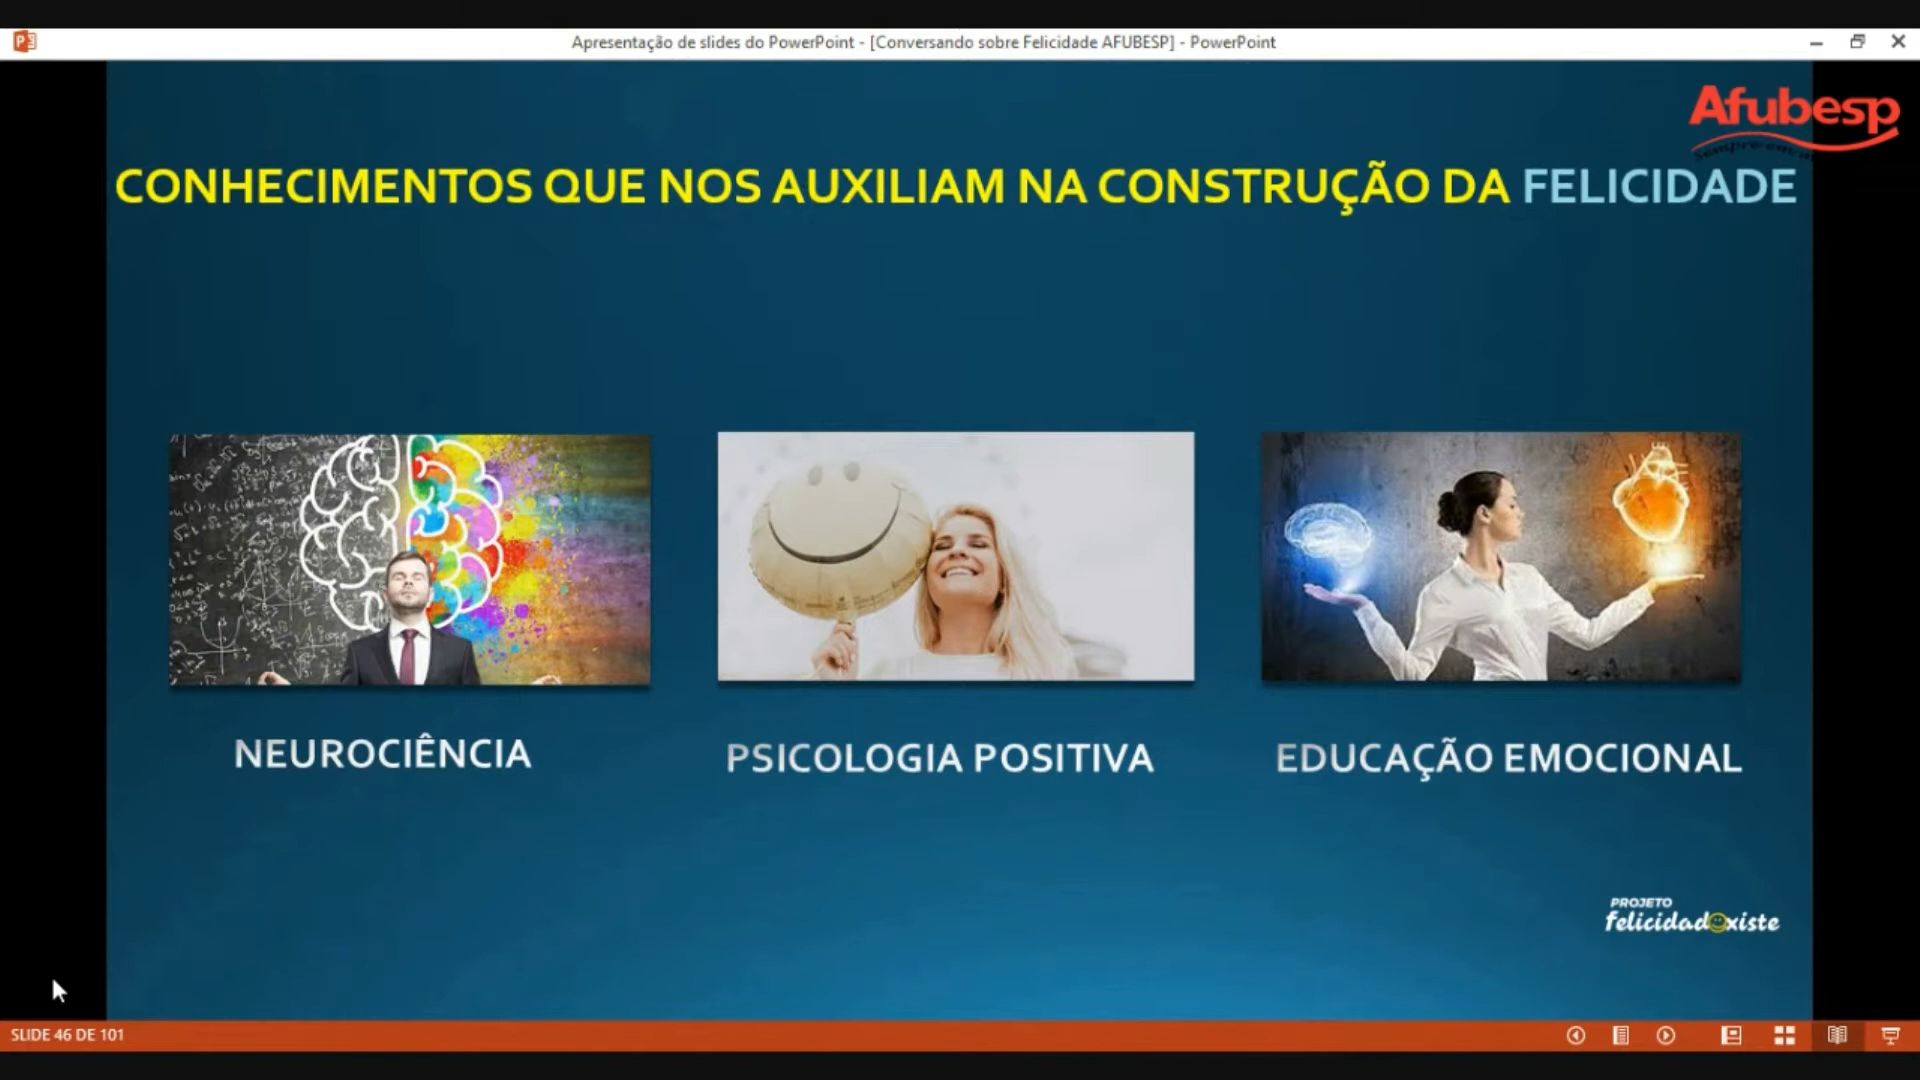 Apresentação de slides do PowerPoint - [Conversando sobre Felicidade AFUBESP] - PowerPoint
Afubesp
CONHECIMENTOS QUE NOS AUXILIAM NA CONSTRUÇÃO DA FELICIDADE
NEUROCIÊNCIA
PSICOLOGIA POSITIVA
EDUCAÇÃO EMOCIONAL
PROJETO
felicidadexiste
SLIDE 46 DE 101